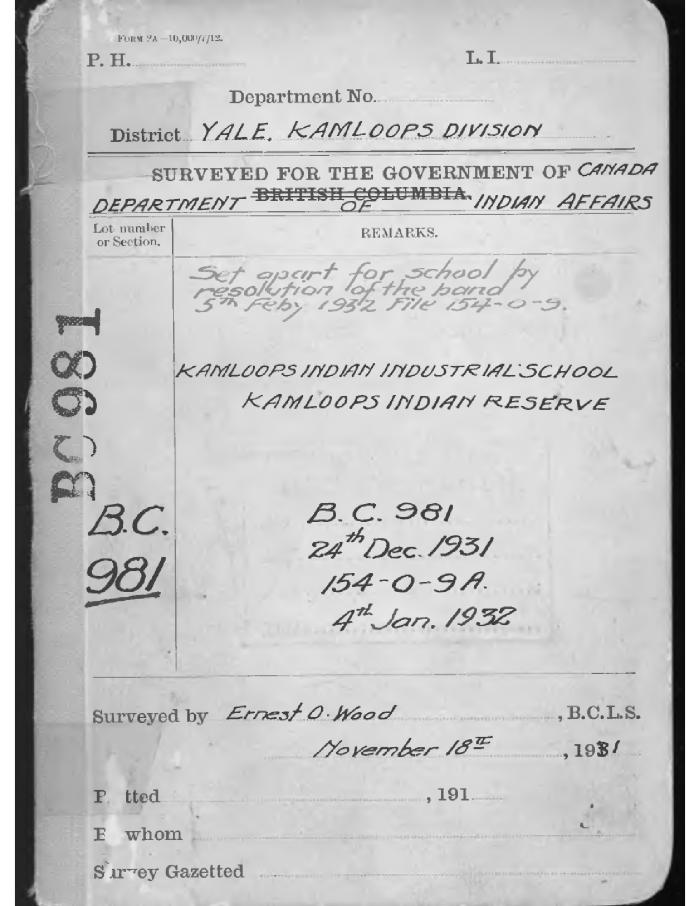 FORM 2A—10,000/7/12.
P. H. L. I.
Department No.
District YALE, KAMLOOPS DIVISION
SURVEYED FOR THE GOVERNMENT OF CANADA
DEPARTMENT BRITISH COLUMBIA. OF INDIAN AFFAIRS
Lot number or Section.
REMARKS.
Set apart for school by
resolution of the band
5th Feby 1932 File 154-O-9.
KAMLOOPS INDIAN INDUSTRIAL SCHOOL
KAMLOOPS INDIAN RESERVE
BC 981
B.C.
981
B.C. 981
24th Dec. 1931
154-O-9A.
4th Jan. 1932
Surveyed by Ernest O. Wood, B.C.L.S.
November 18TH, 1931
P tted , 191
B whom
Survey Gazetted